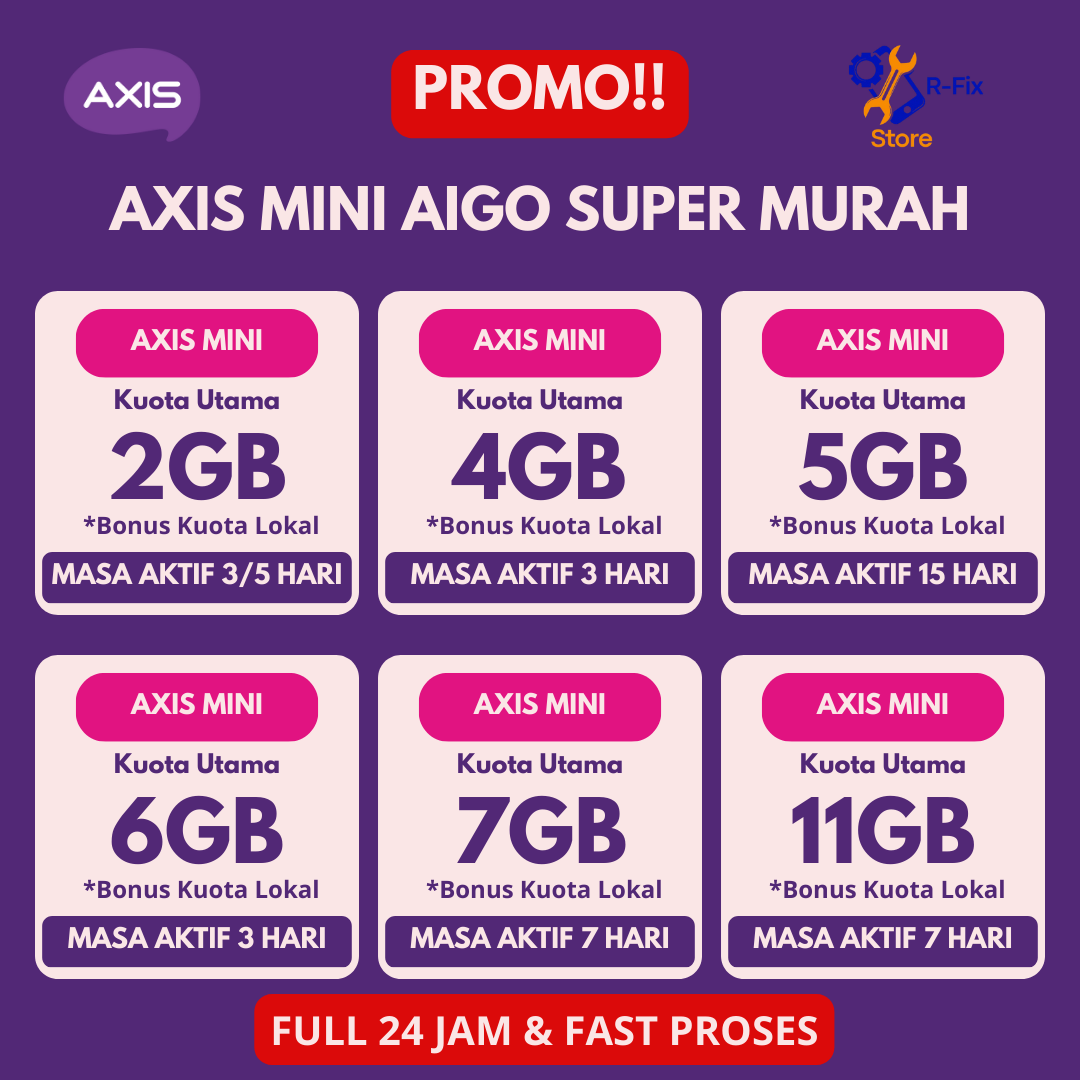 AXIS
PROMO!!
R-Fix
Store
AXIS MINI AIGO SUPER MURAH
AXIS MINI
Kuota Utama
2GB
*Bonus Kuota Lokal
MASA AKTIF 3/5 HARI
AXIS MINI
Kuota Utama
4GB
*Bonus Kuota Lokal
MASA AKTIF 3 HARI
AXIS MINI
Kuota Utama
5GB
*Bonus Kuota Lokal
MASA AKTIF 15 HARI
AXIS MINI
Kuota Utama
6GB
*Bonus Kuota Lokal
MASA AKTIF 3 HARI
AXIS MINI
Kuota Utama
7GB
*Bonus Kuota Lokal
MASA AKTIF 7 HARI
AXIS MINI
Kuota Utama
11GB
*Bonus Kuota Lokal
MASA AKTIF 7 HARI
FULL 24 JAM & FAST PROSES